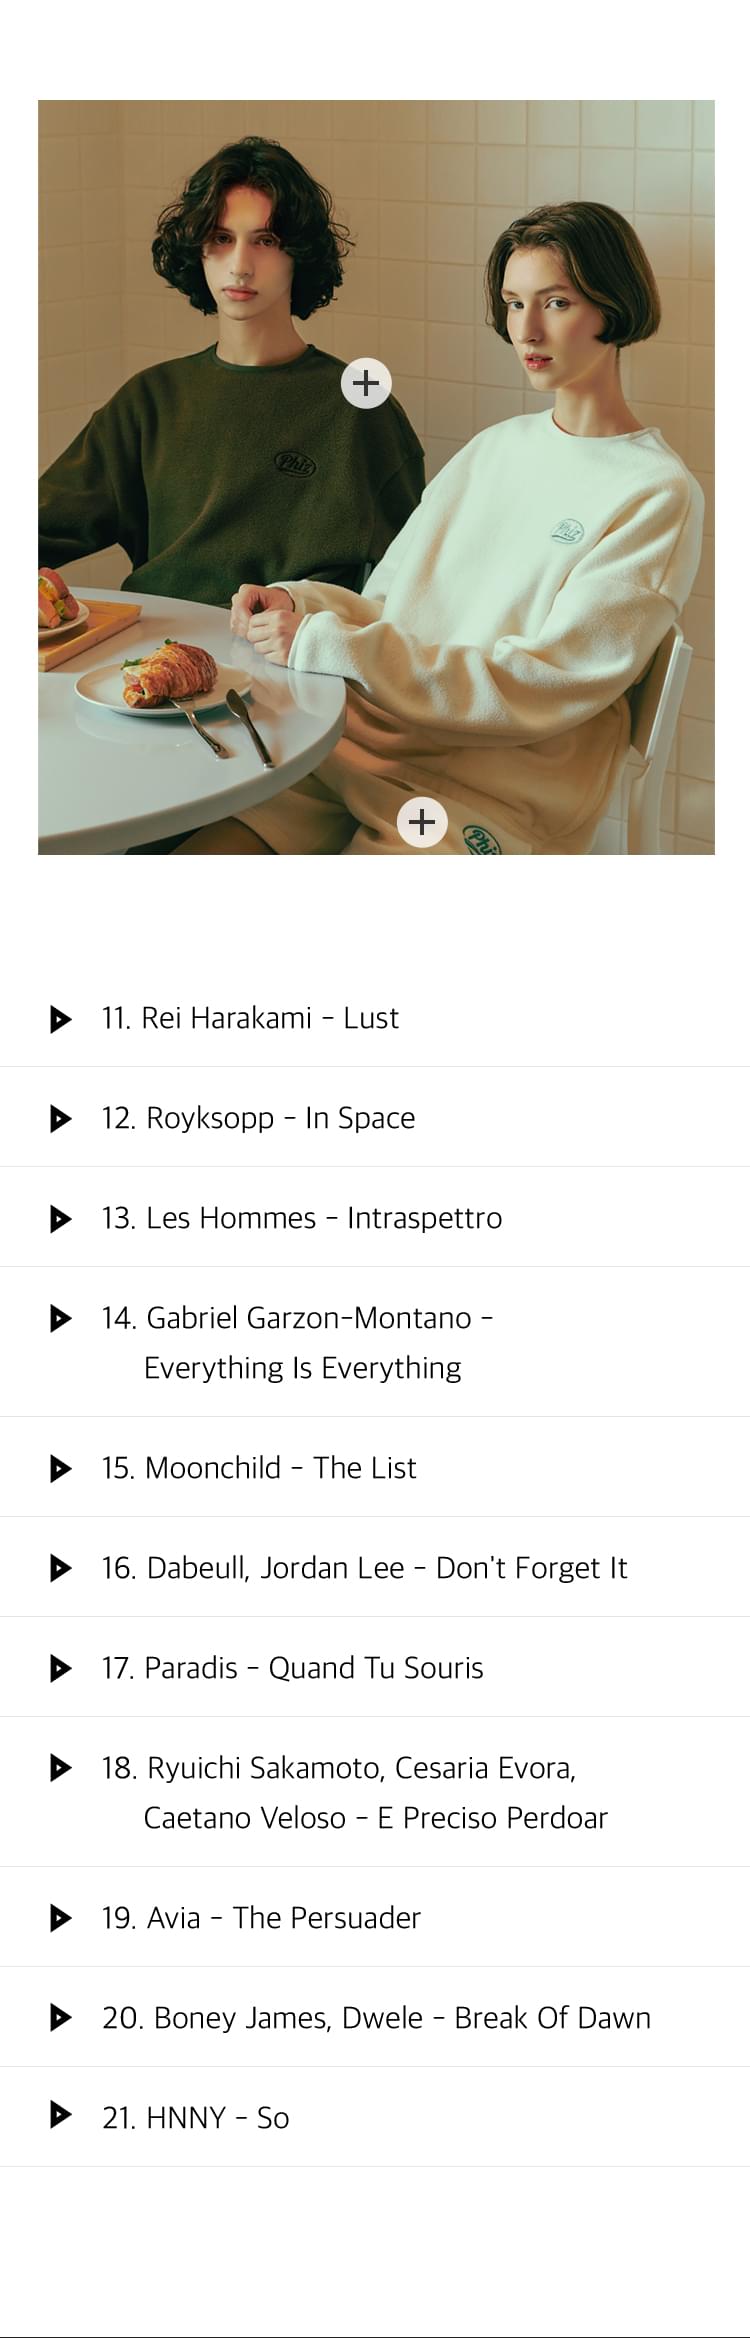 Phiz
Phiz
Phiz
11. Rei Harakami - Lust
12. Royksopp - In Space
13. Les Hommes - Intraspettro
14. Gabriel Garzon-Montano -
Everything Is Everything
15. Moonchild - The List
16. Dabeull, Jordan Lee - Don't Forget It
17. Paradis - Quand Tu Souris
18. Ryuichi Sakamoto, Cesaria Evora,
Caetano Veloso - E Preciso Perdoar
19. Avia - The Persuader
20. Boney James, Dwele - Break Of Dawn
21. HNNY - So